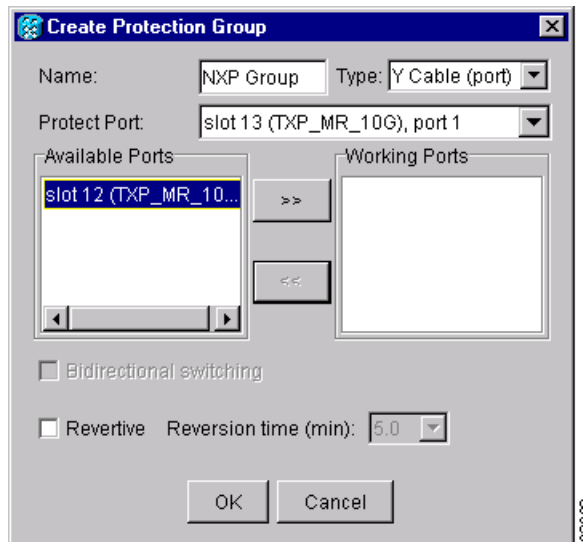 Create Protection Group
Name: NXP Group Type: Y Cable (port)
Protect Port: slot 13 (TXP_MR_10G), port 1
Available Ports Working Ports
slot 12 (TXP_MR_10...
>>
<<
Bidirectional switching
Revertive Reversion time (min): 5.0
OK Cancel